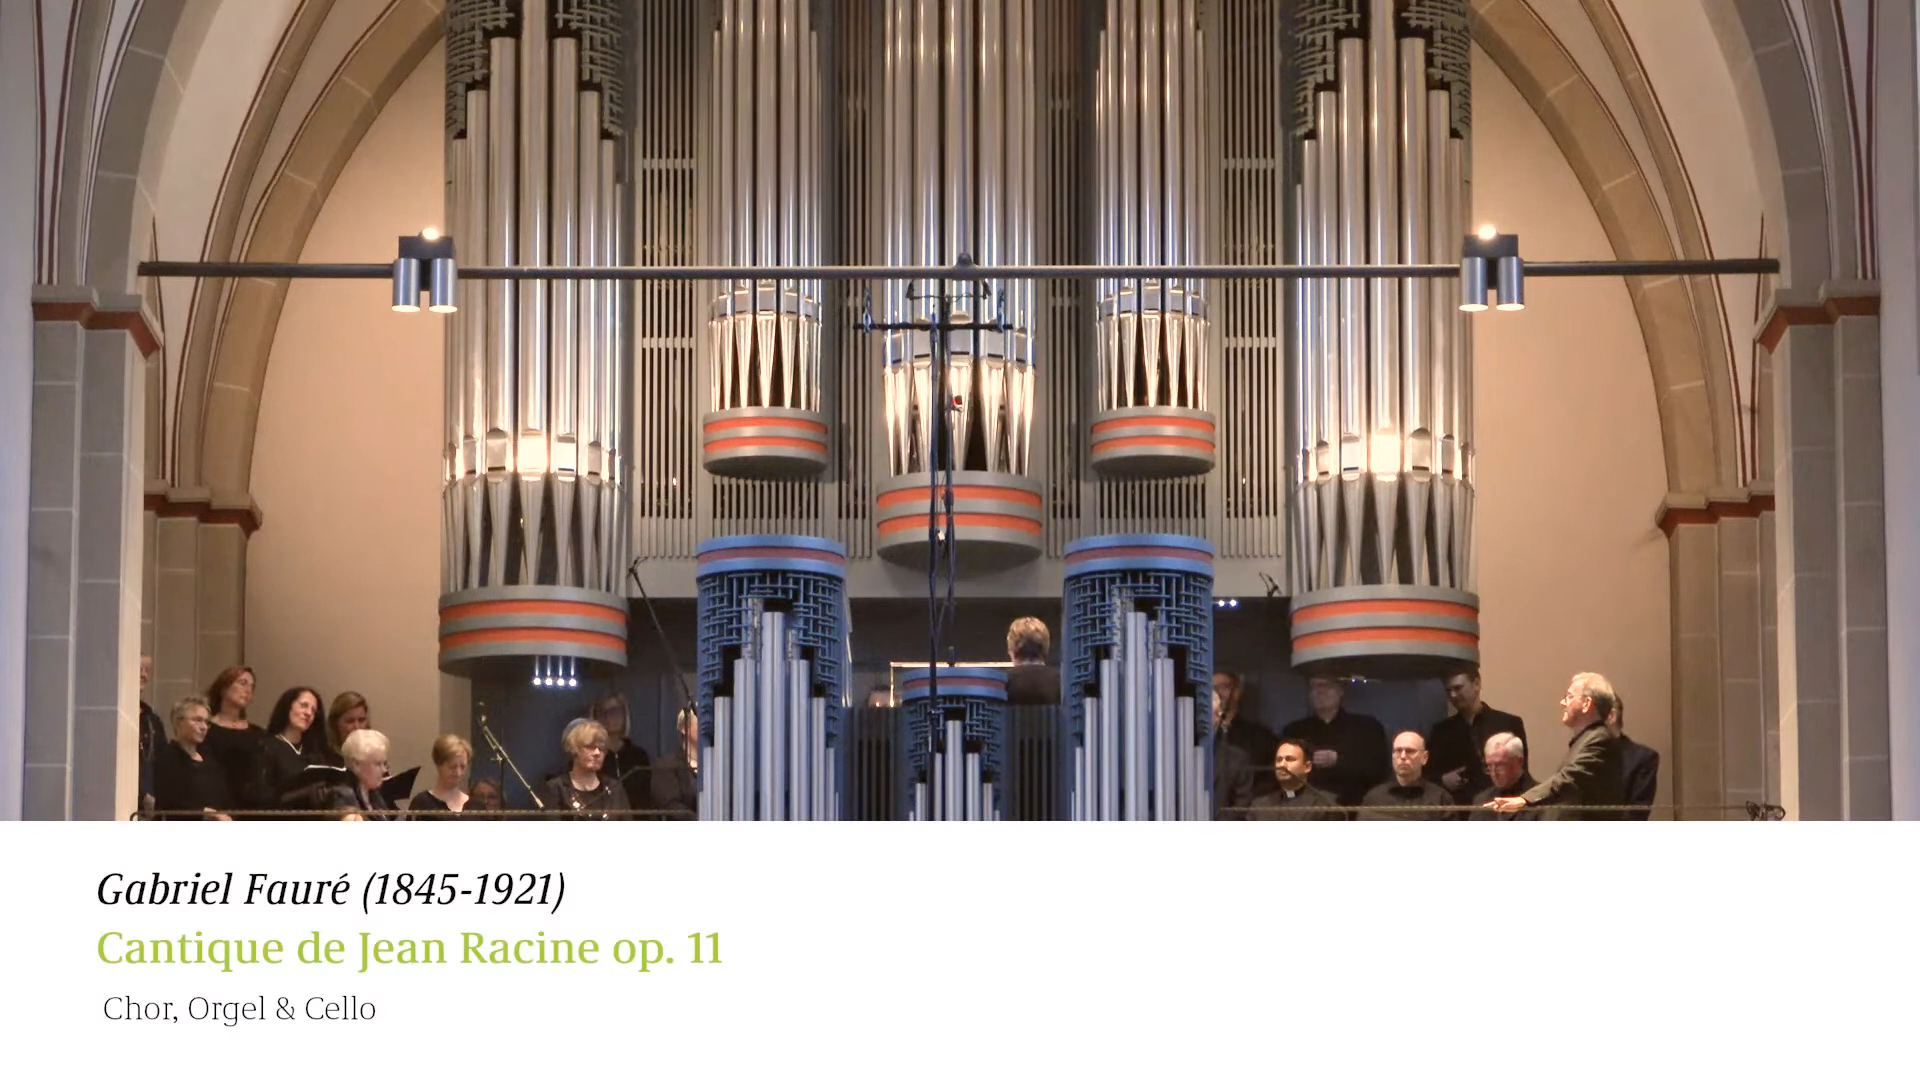 Gabriel Fauré (1845-1921)
Cantique de Jean Racine op. 11
Chor, Orgel & Cello